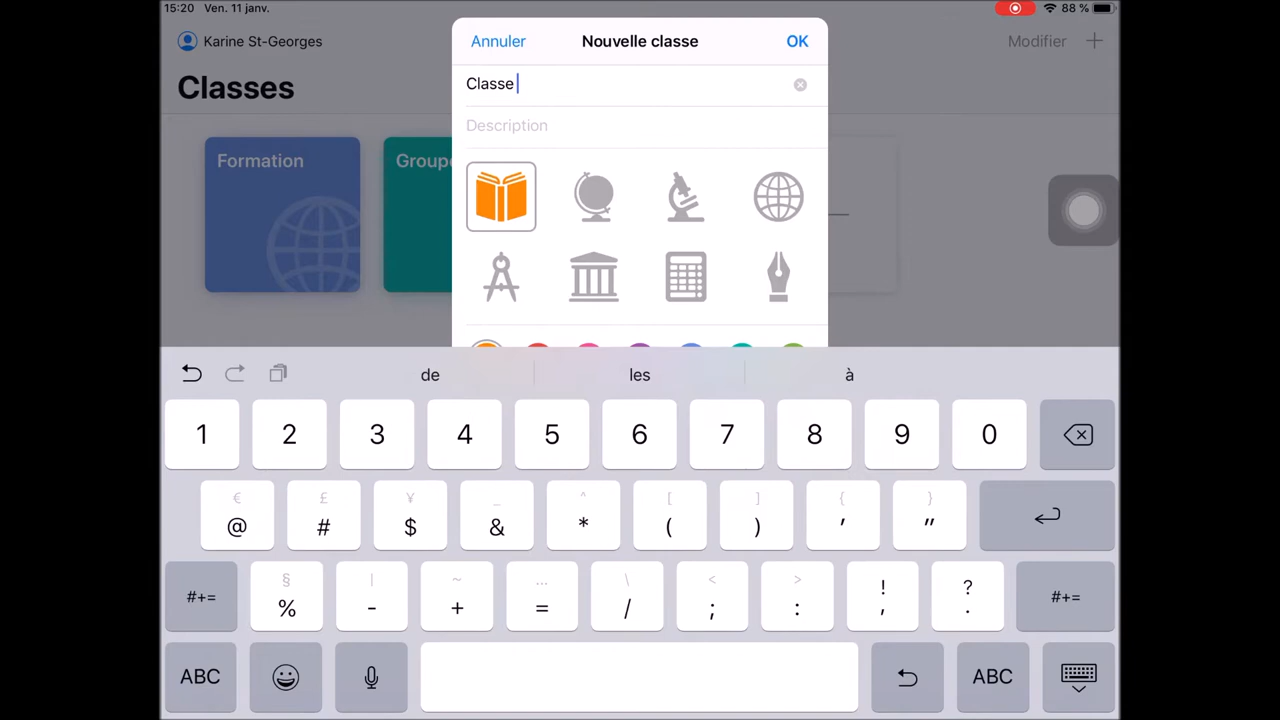 15:20 Ven. 11 janv. 88 %
Karine St-Georges Modifier
Classes
Annuler Nouvelle classe OK
Classe
Description
Formation
Groupe
de les à
1 2 3 4 5 6 7 8 9 0
€ £ ¥ _ ^ [ ] { }
@ # $ & * ( ) ' "
§ | ~ ... \ < > ! ?
#+= % - + = / ; : , . #+=
ABC ABC